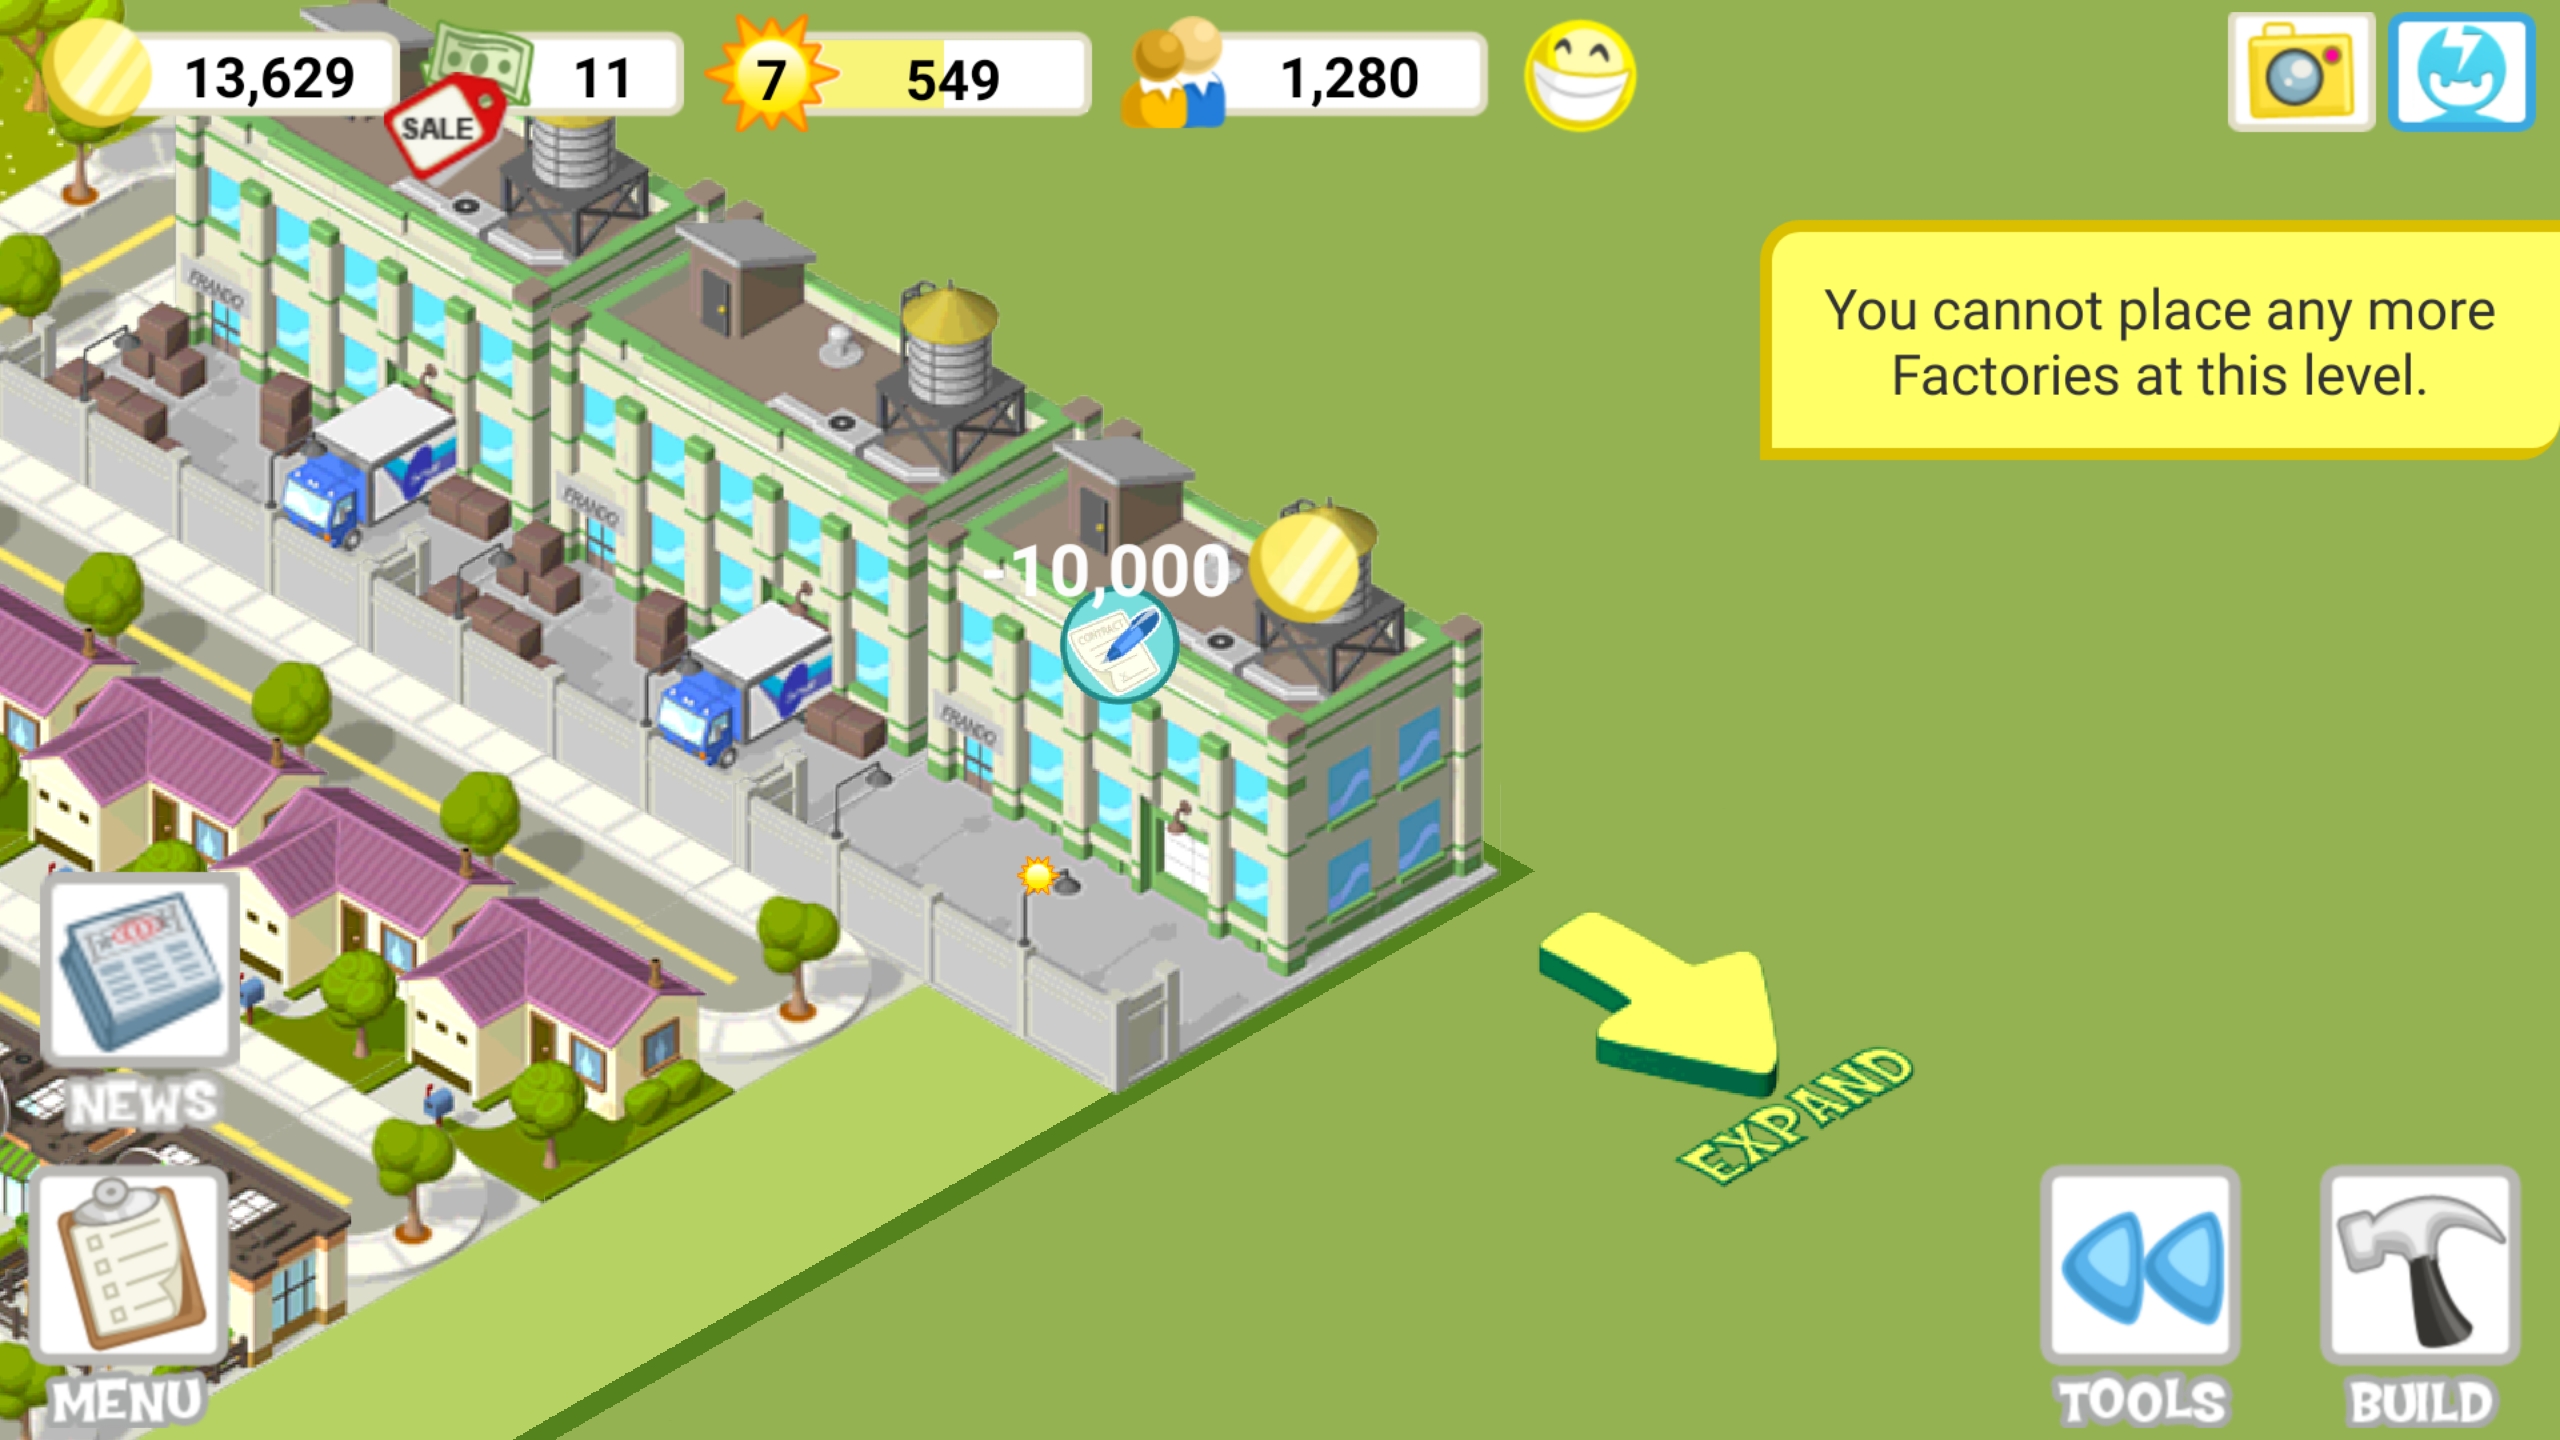 13,629
11
7
549
1,280
SALE
You cannot place any more
Factories at this level.
FRANDO
FRANDO
-10,000
CONTRACT
FRANDO
EXPAND
NEWS
MENU
TOOLS
BUILD